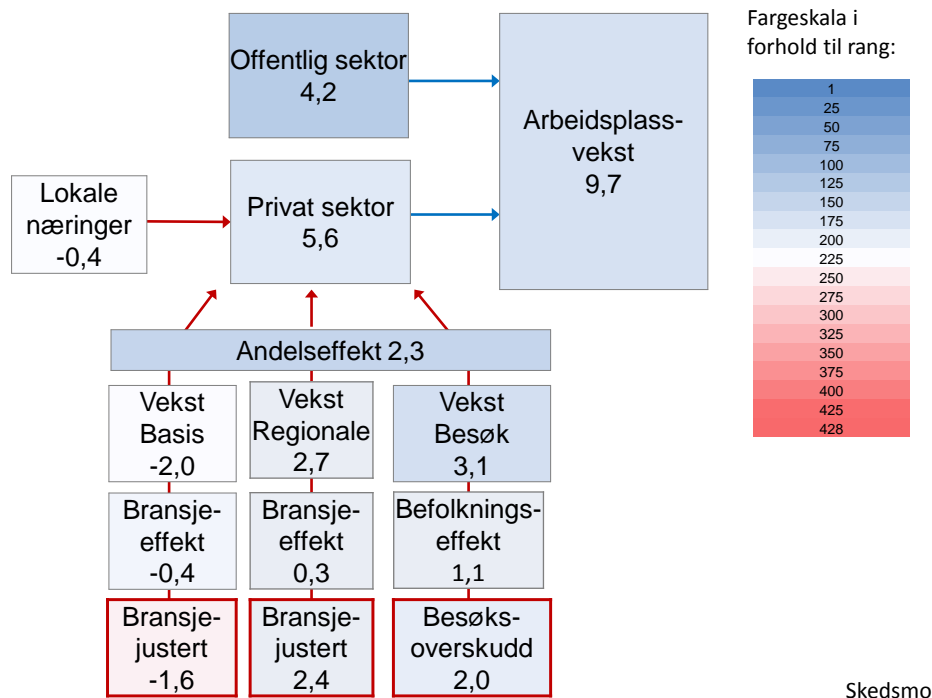 Offentlig sektor
4,2
Arbeidsplass-
vekst
9,7
Fargeskala i
forhold til rang:
1
25
50
75
100
125
150
175
200
225
250
275
300
325
350
375
400
425
428
Lokale
næringer
-0,4
Privat sektor
5,6
Andelseffekt 2,3
Vekst
Basis
-2,0
Vekst
Regionale
2,7
Vekst
Besøk
3,1
Bransje-
effekt
-0,4
Bransje-
effekt
0,3
Befolknings-
effekt
1,1
Bransje-
justert
-1,6
Bransje-
justert
2,4
Besøks-
overskudd
2,0
Skedsmo